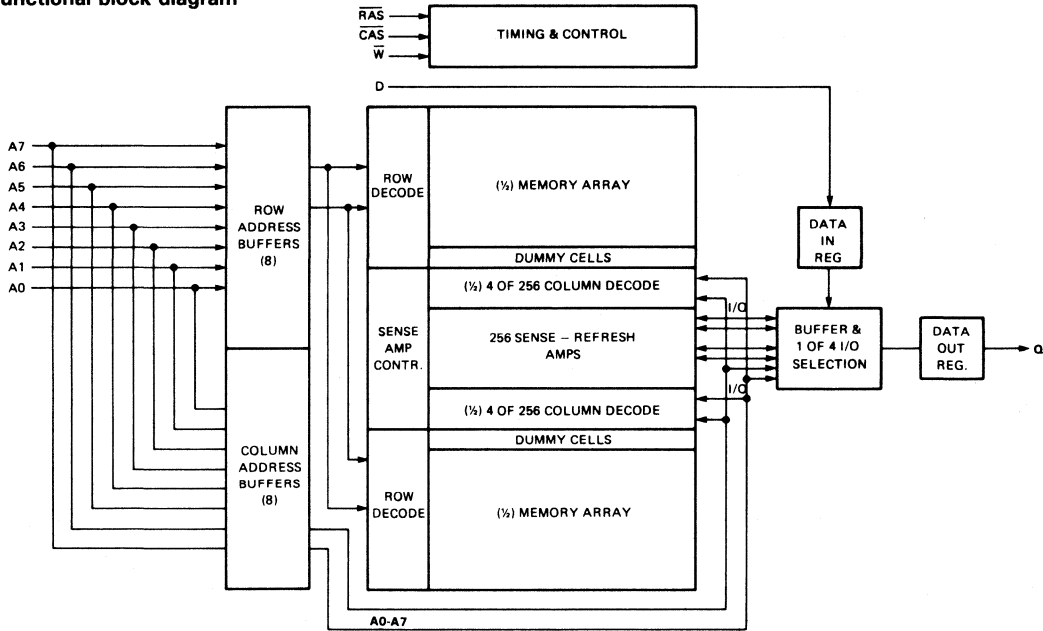 unctional block diagram
RAS
CAS
W
TIMING & CONTROL
D
A7
A6
A5
A4
A3
A2
A1
A0
ROW
ADDRESS
BUFFERS
(8)
COLUMN
ADDRESS
BUFFERS
(8)
ROW
DECODE
(½) MEMORY ARRAY
DUMMY CELLS
(½) 4 OF 256 COLUMN DECODE
SENSE
AMP
CONTR.
256 SENSE – REFRESH
AMPS
(½) 4 OF 256 COLUMN DECODE
DUMMY CELLS
ROW
DECODE
(½) MEMORY ARRAY
I/O
I/O
DATA
IN
REG
BUFFER &
1 OF 4 I/O
SELECTION
DATA
OUT
REG.
Q
A0-A7